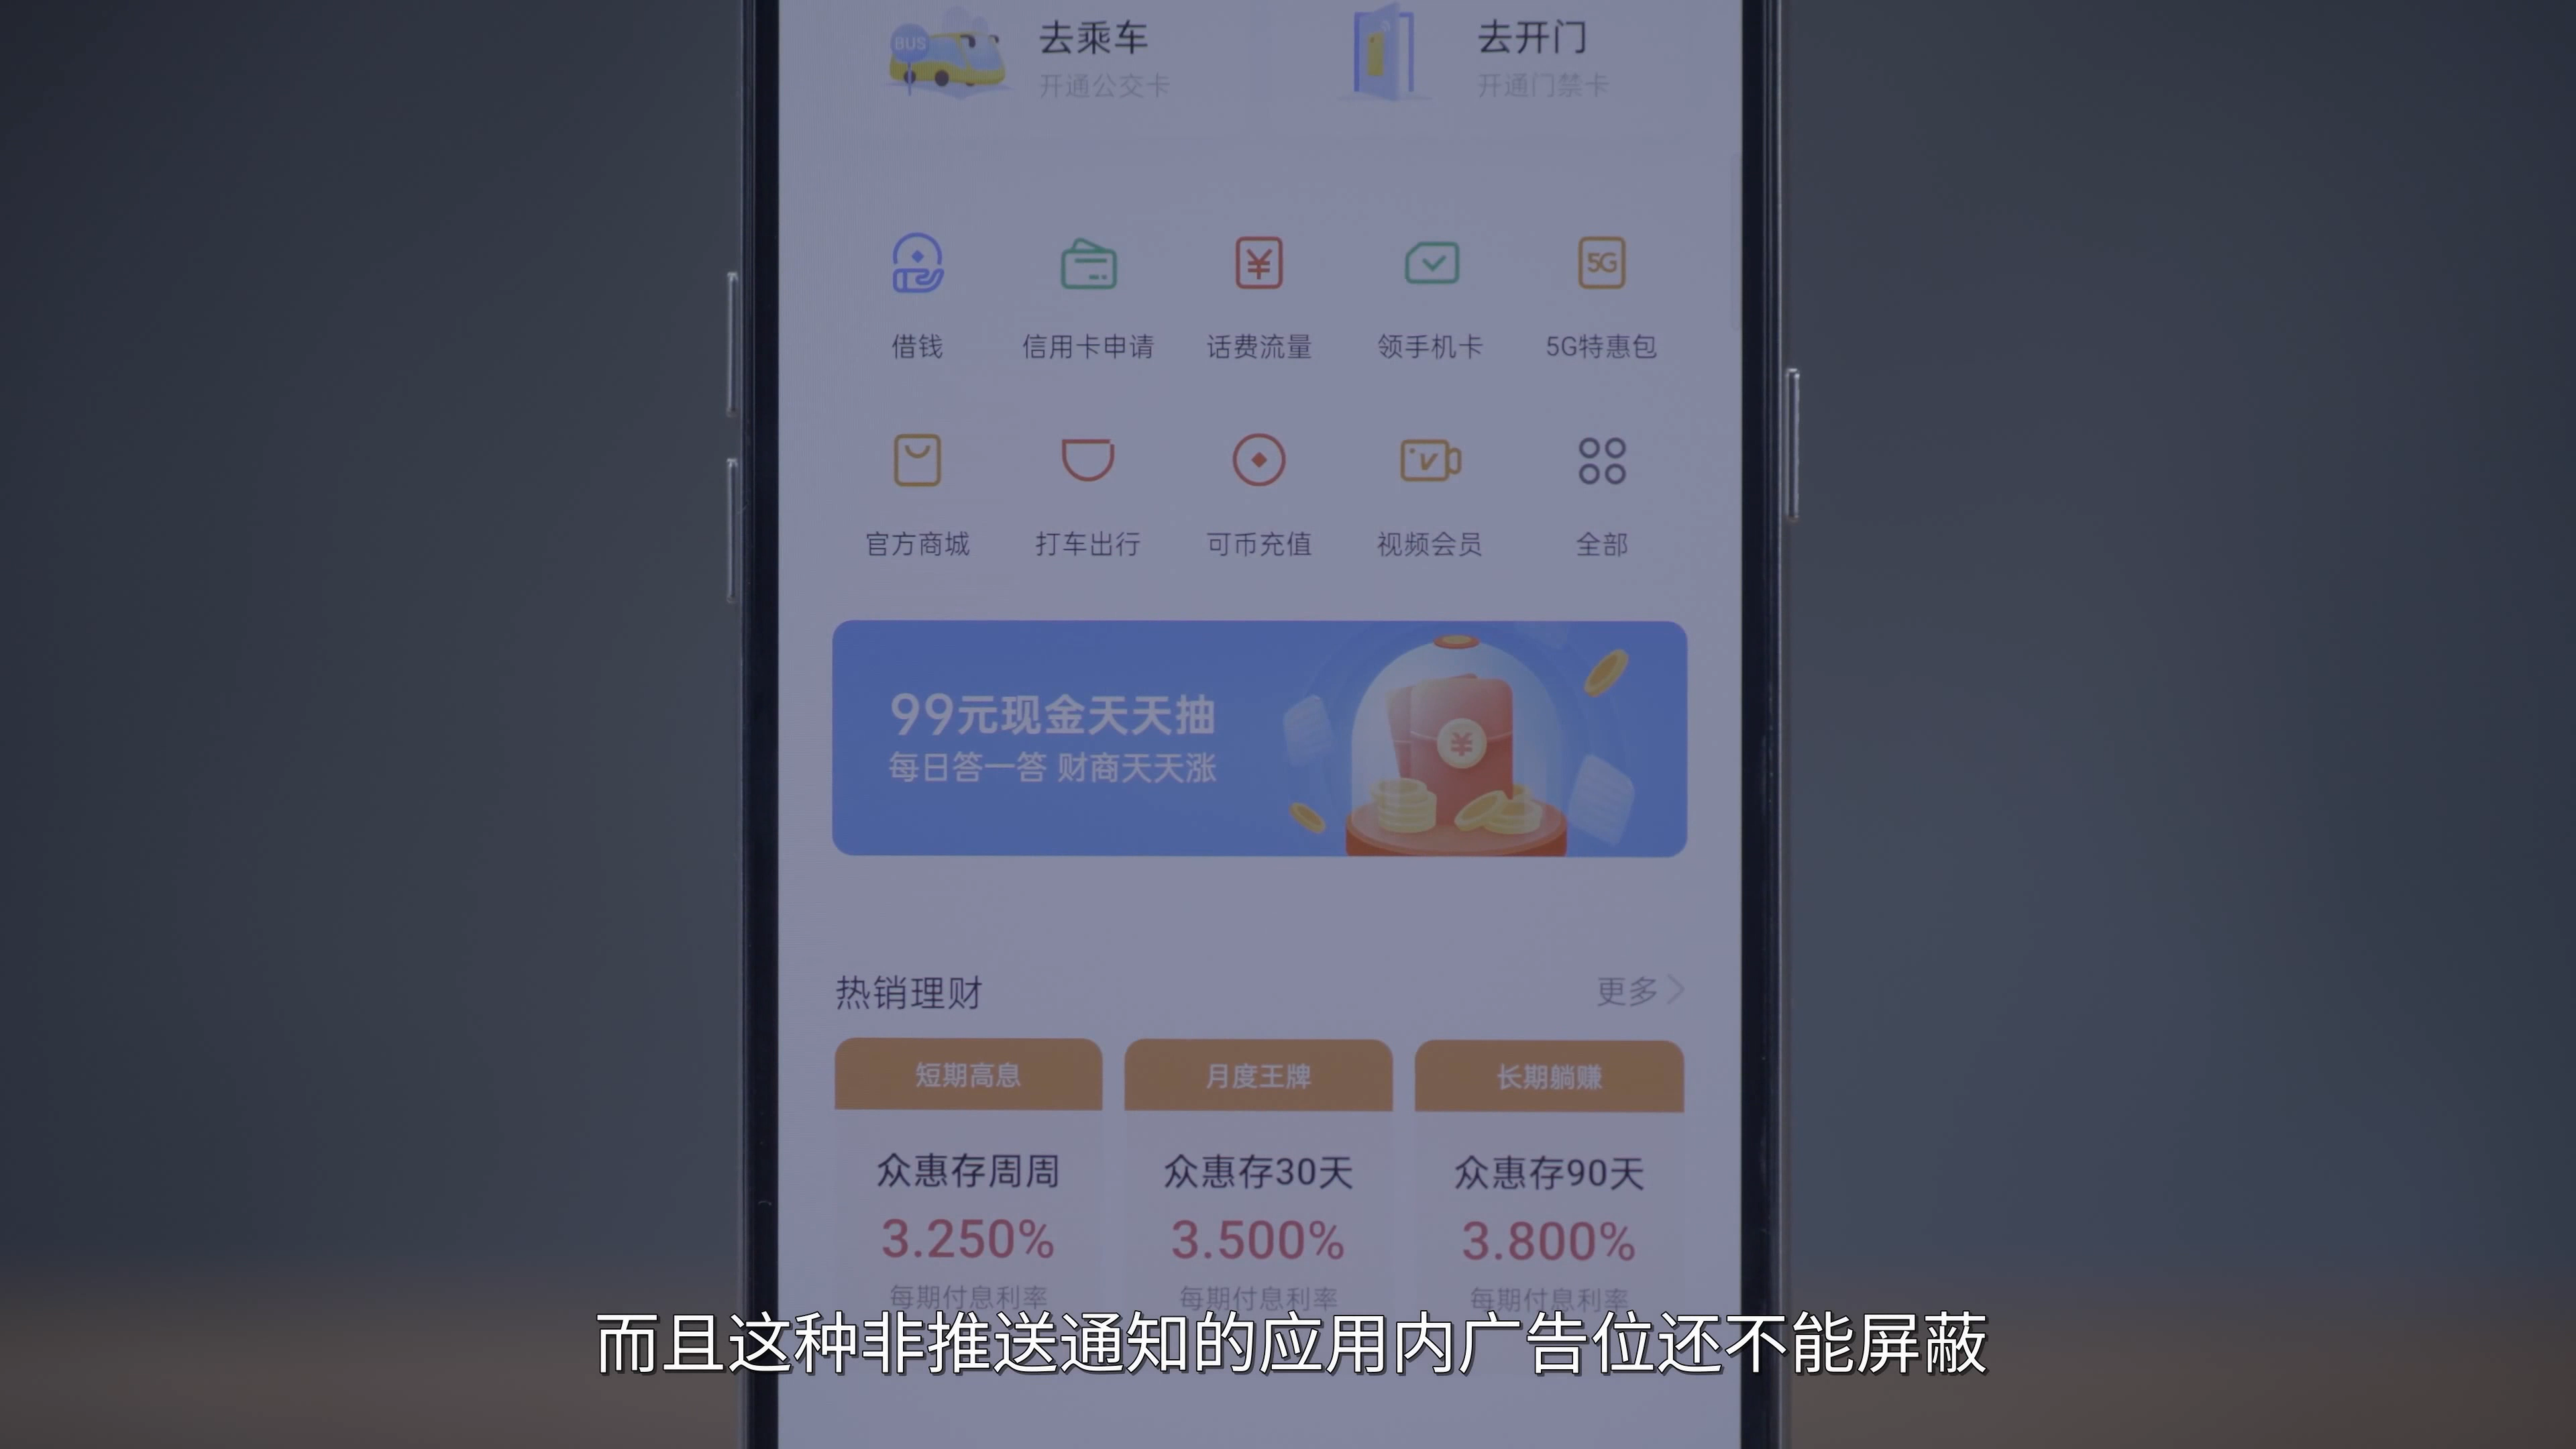 BUS
去乘车
开通公交卡
去开门
开通门禁卡
5G
借钱
信用卡申请
话费流量
领手机卡
5G特惠包
官方商城
打车出行
可币充值
视频会员
全部
99元现金天天抽
每日答一答 财商天天涨
¥
热销理财
更多
短期高息
月度王牌
长期躺赚
众惠存周周
众惠存30天
众惠存90天
3.250%
3.500%
3.800%
每期付息利率
每期付息利率
每期付息利率
而且这种非推送通知的应用内广告位还不能屏蔽